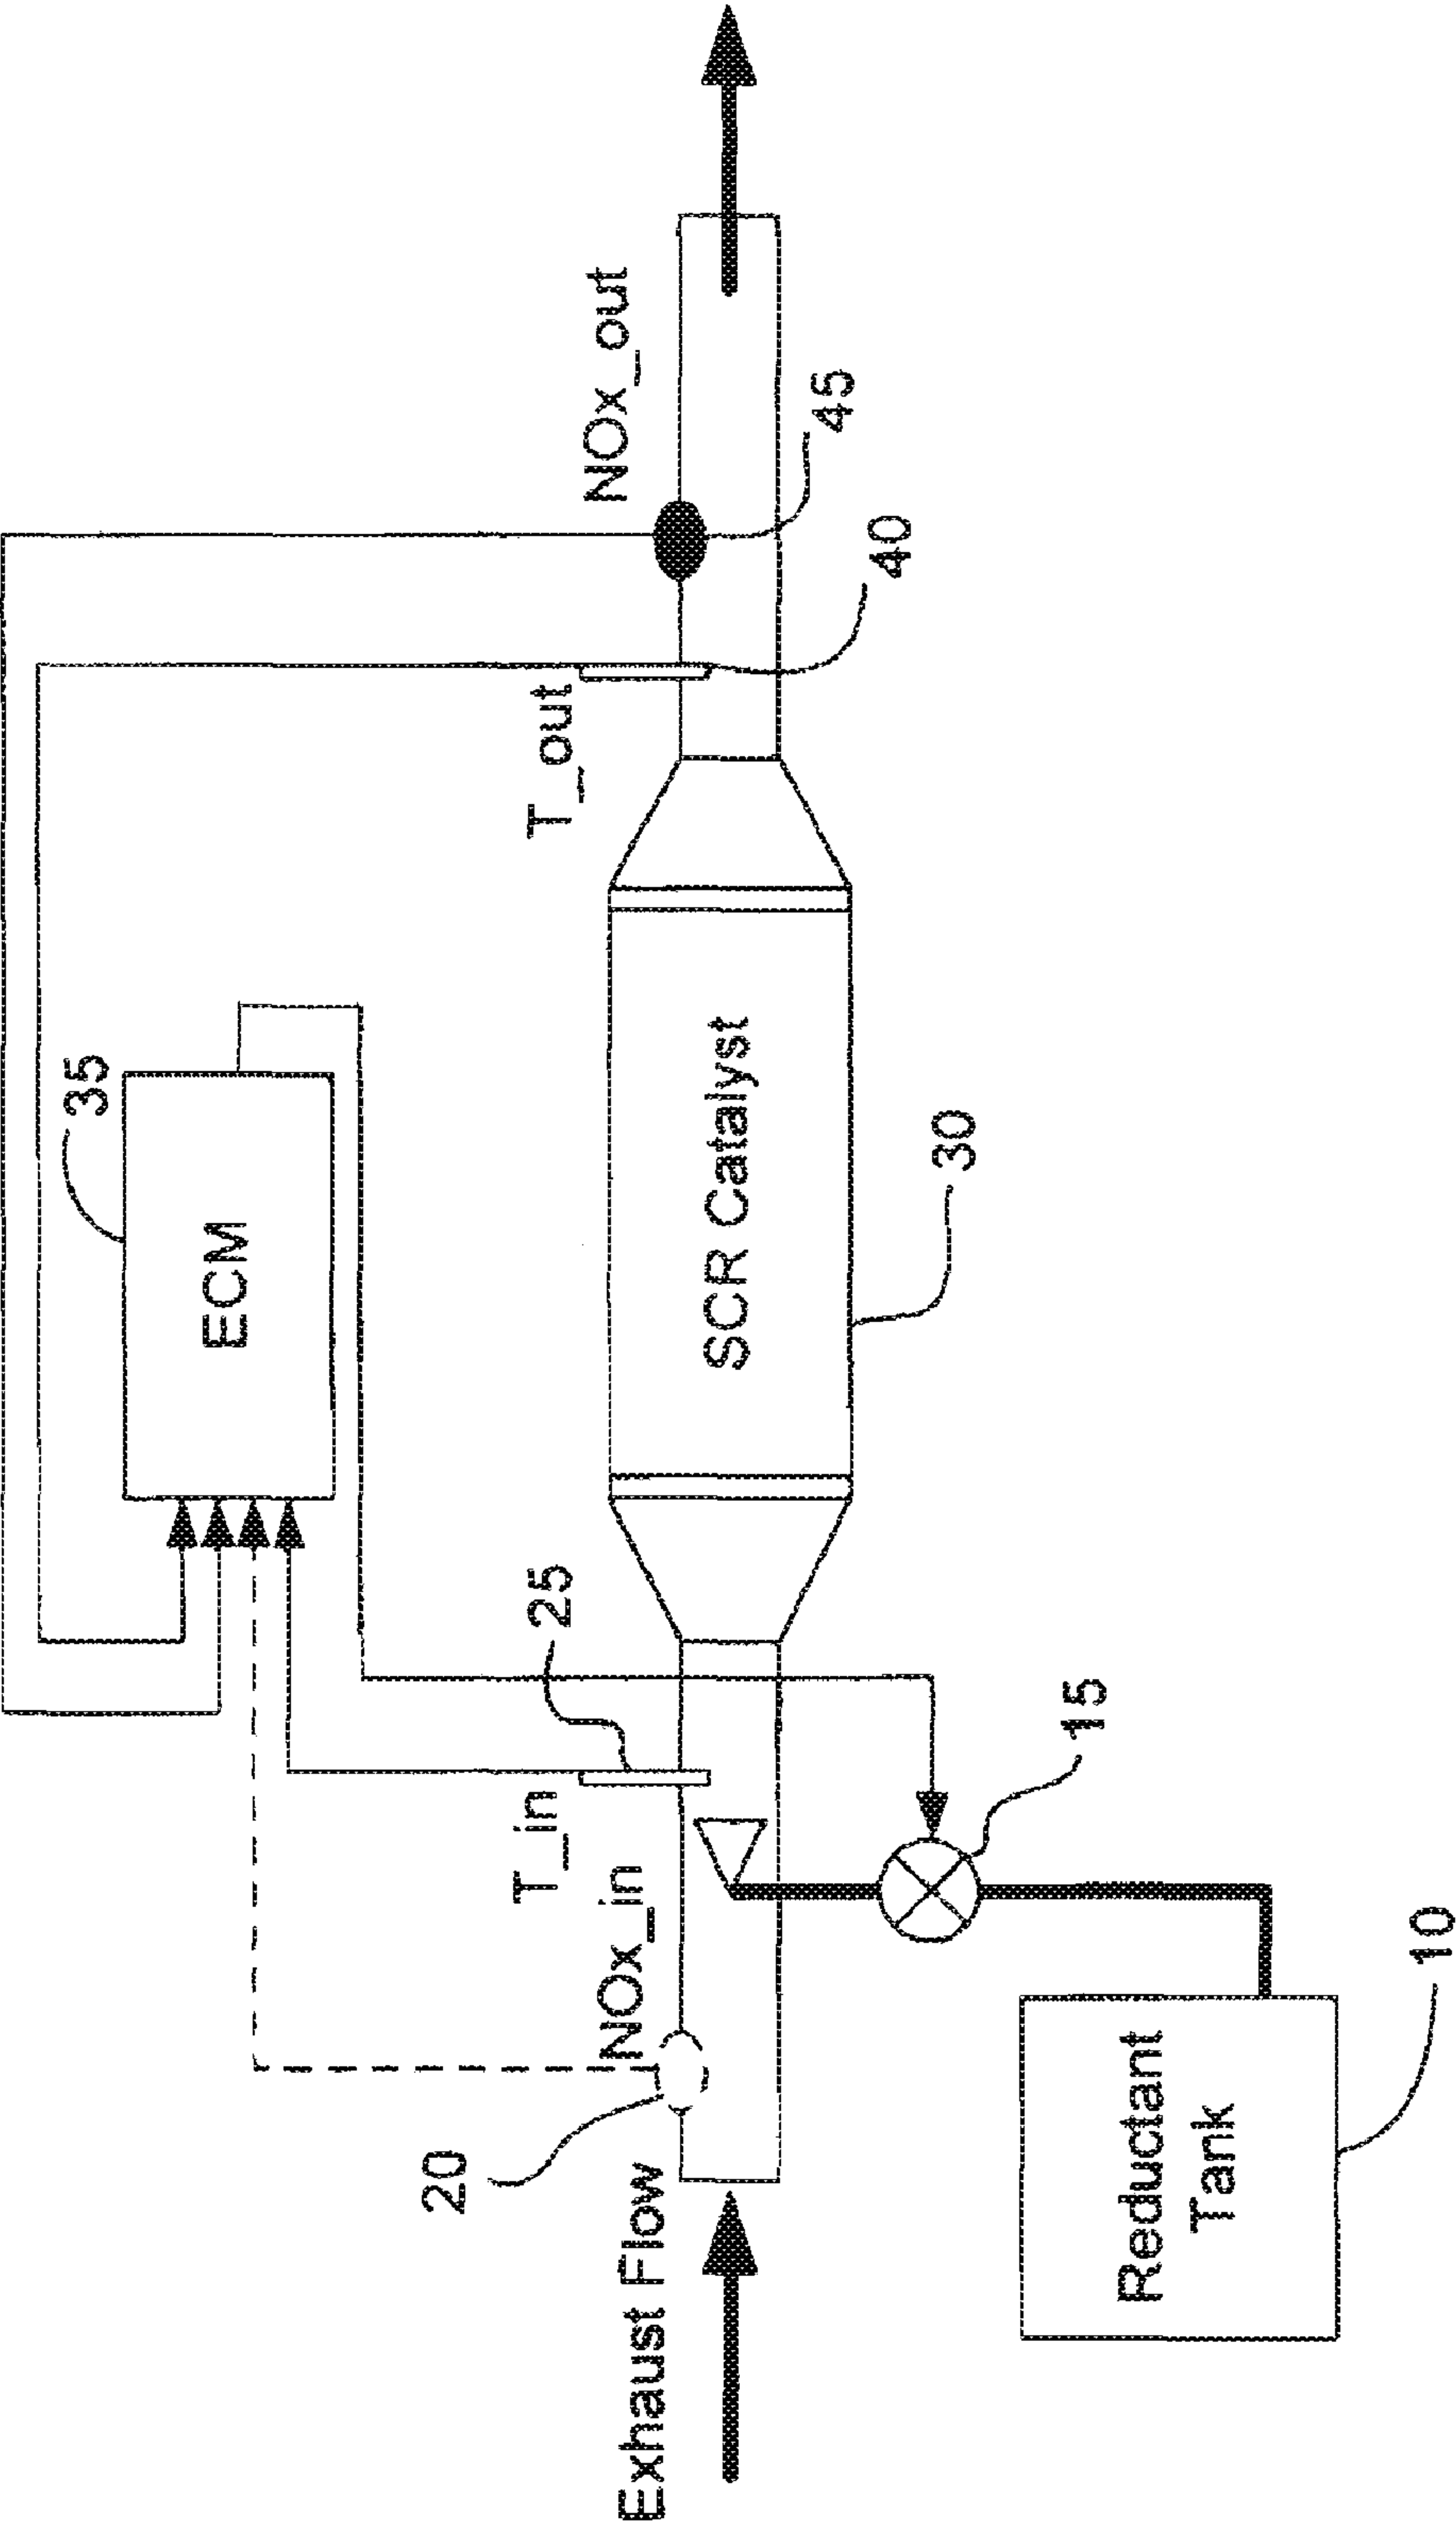 35
ECM
NOx_out
T_out
45
40
25
T_in
NOx_in
20
Exhaust Flow
SCR Catalyst
30
15
Reductant
Tank
10